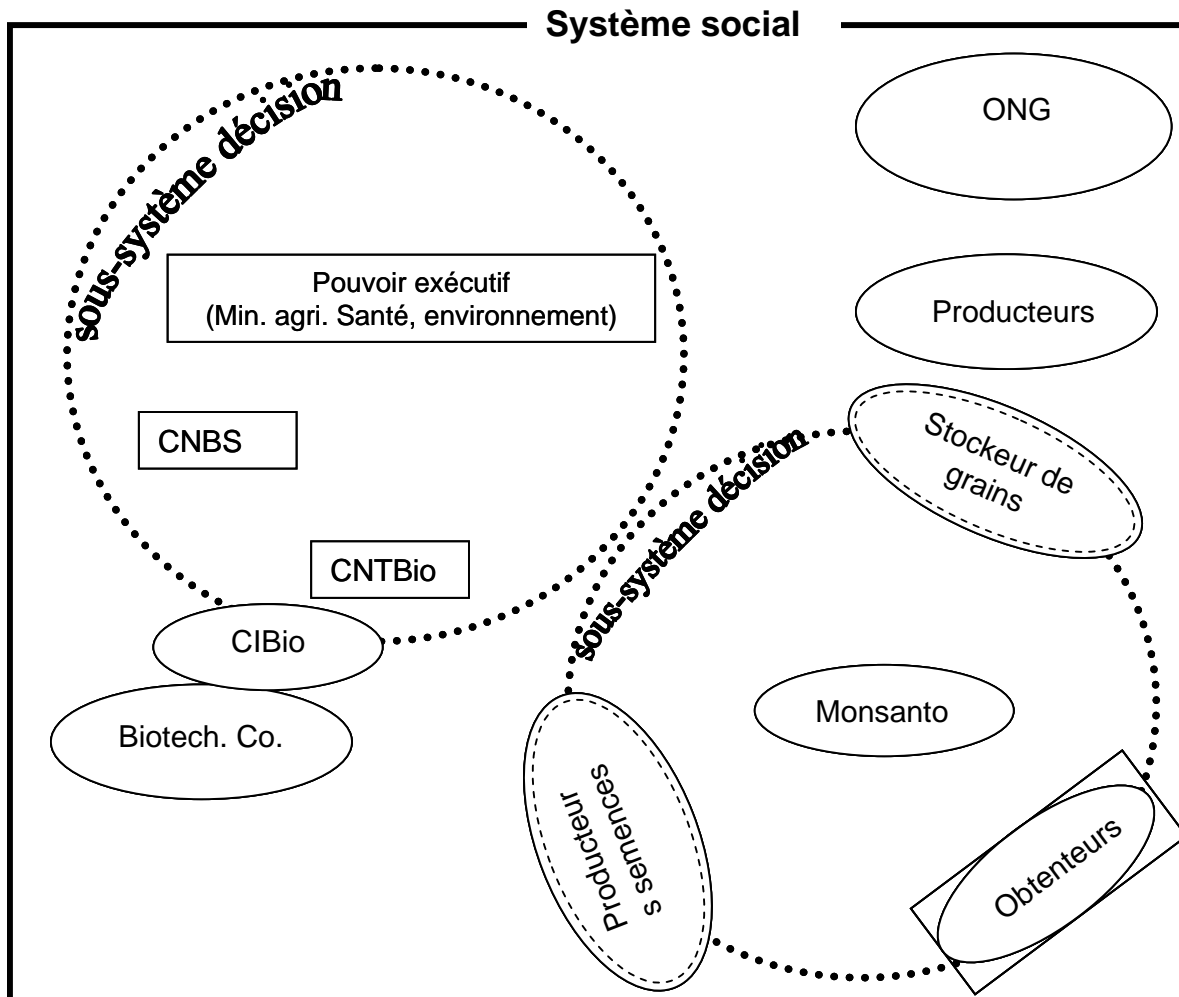 Système social
sous-système décision
ONG
Pouvoir exécutif
(Min. agri. Santé, environnement)
Producteurs
CNBS
Stockeur de
grains
sous-système décision
CNTBio
CIBio
Biotech. Co.
Monsanto
Producteur
s semences
Obtenteurs